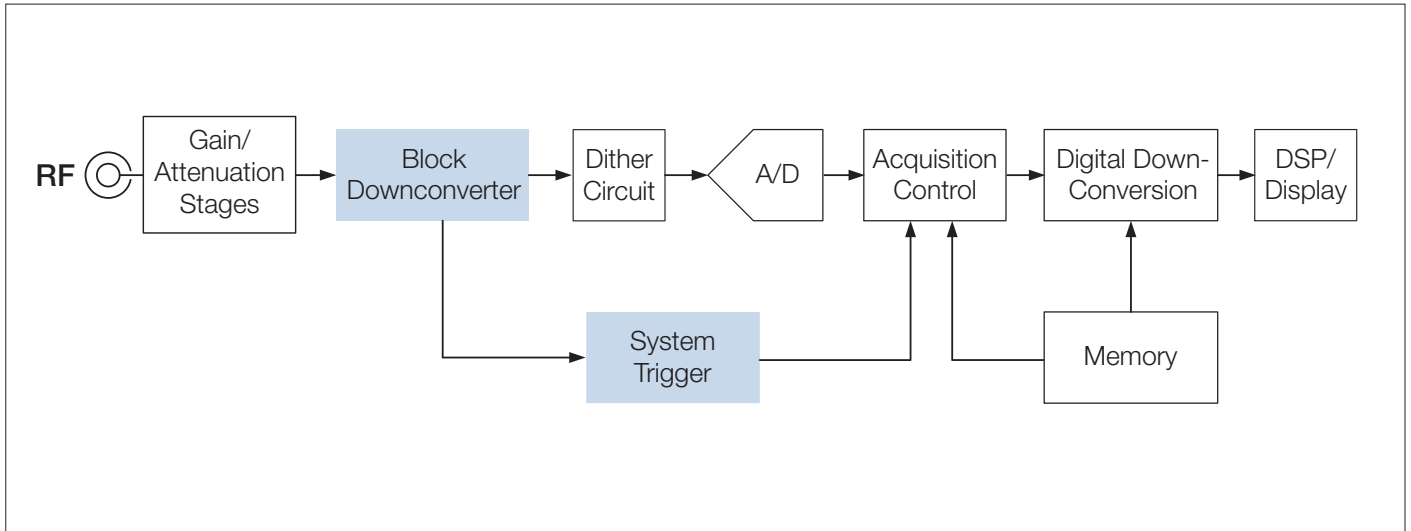 RF
Gain/
Attenuation
Stages
Block
Downconverter
Dither
Circuit
A/D
Acquisition
Control
Digital Down-
Conversion
DSP/
Display
System
Trigger
Memory